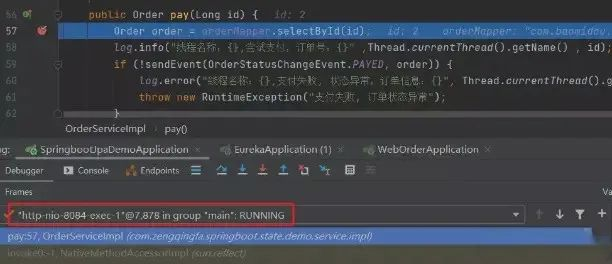 56 public Order pay(Long id) { id: 2
57 Order order = orderMapper.selectById(id); id: 2 orderMapper: "com.baomidou.
58 log.info("线程名称：{},尝试支付，订单号：{}" ,Thread.currentThread().getName() , id);
59 if (!sendEvent(OrderStatusChangeEvent.PAYED, order)) {
60 log.error("线程名称：{},支付失败, 状态异常，订单信息：{}", Thread.current
61 throw new RuntimeException("支付失败, 订单状态异常");
62 }
OrderServiceImpl pay()
SpringbootDpaDemoApplication EurekaApplication (1) WebOrderApplication
Debugger Console Endpoints
Frames
"http-nio-8084-exec-1"@7,878 in group "main": RUNNING
pay:57, OrderServiceImpl (com.zengqingfa.springboot.state.demo.service.impl)
invoke0:-1, NativeMethodAccessorImpl (sun.reflect)